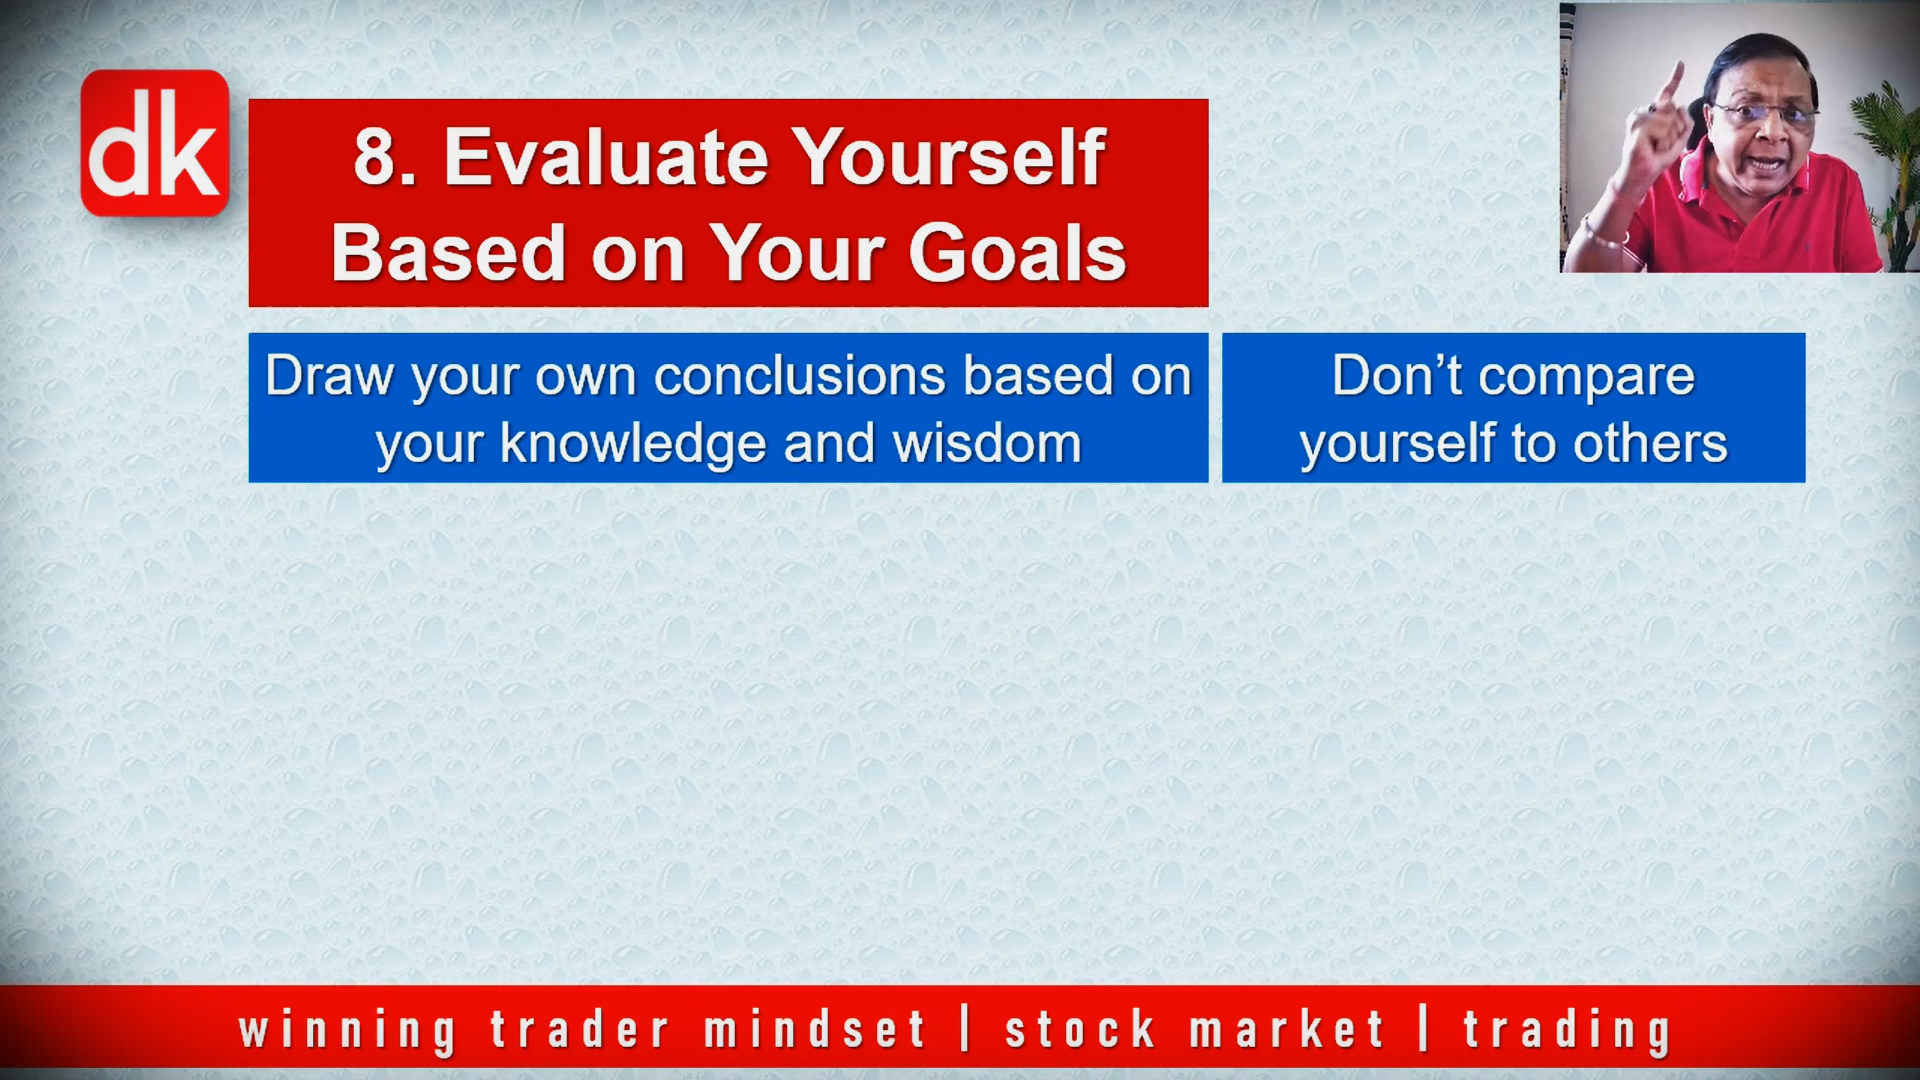 dk
8. Evaluate Yourself
Based on Your Goals
Draw your own conclusions based on
your knowledge and wisdom
Don’t compare
yourself to others
winning trader mindset | stock market | trading